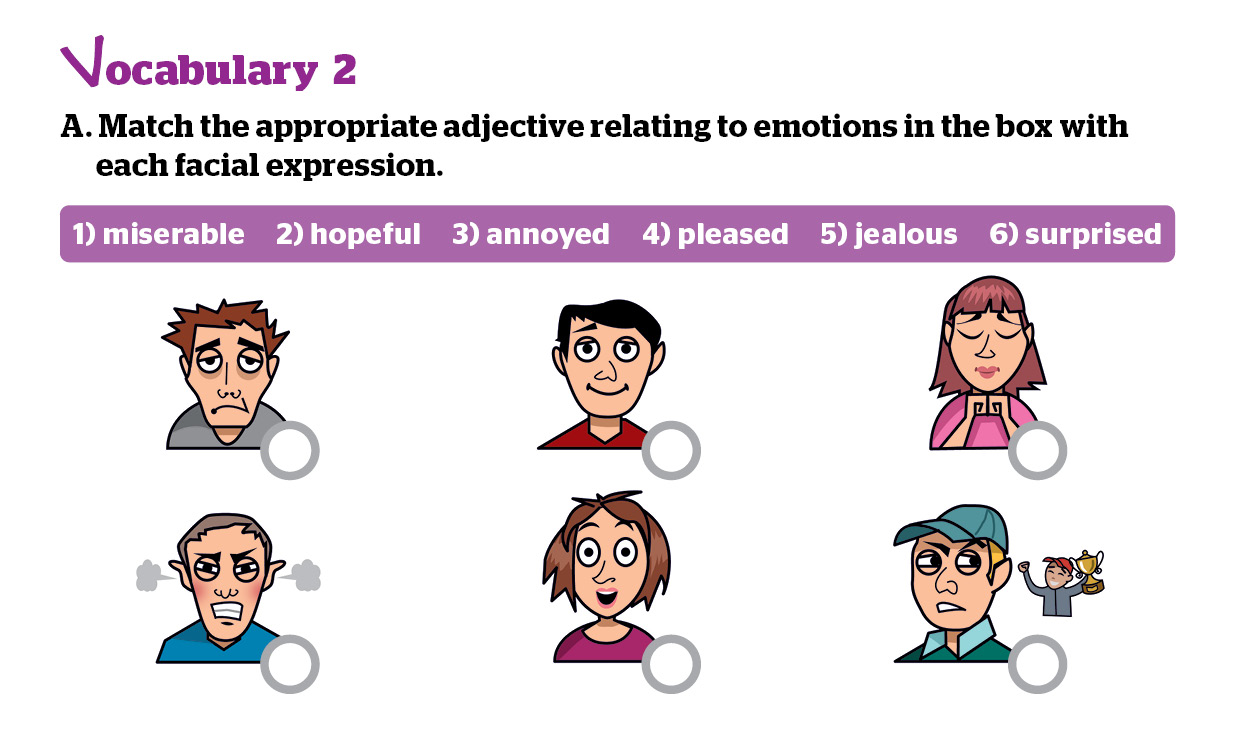 Vocabulary 2
A. Match the appropriate adjective relating to emotions in the box with
each facial expression.
1) miserable 2) hopeful 3) annoyed 4) pleased 5) jealous 6) surprised